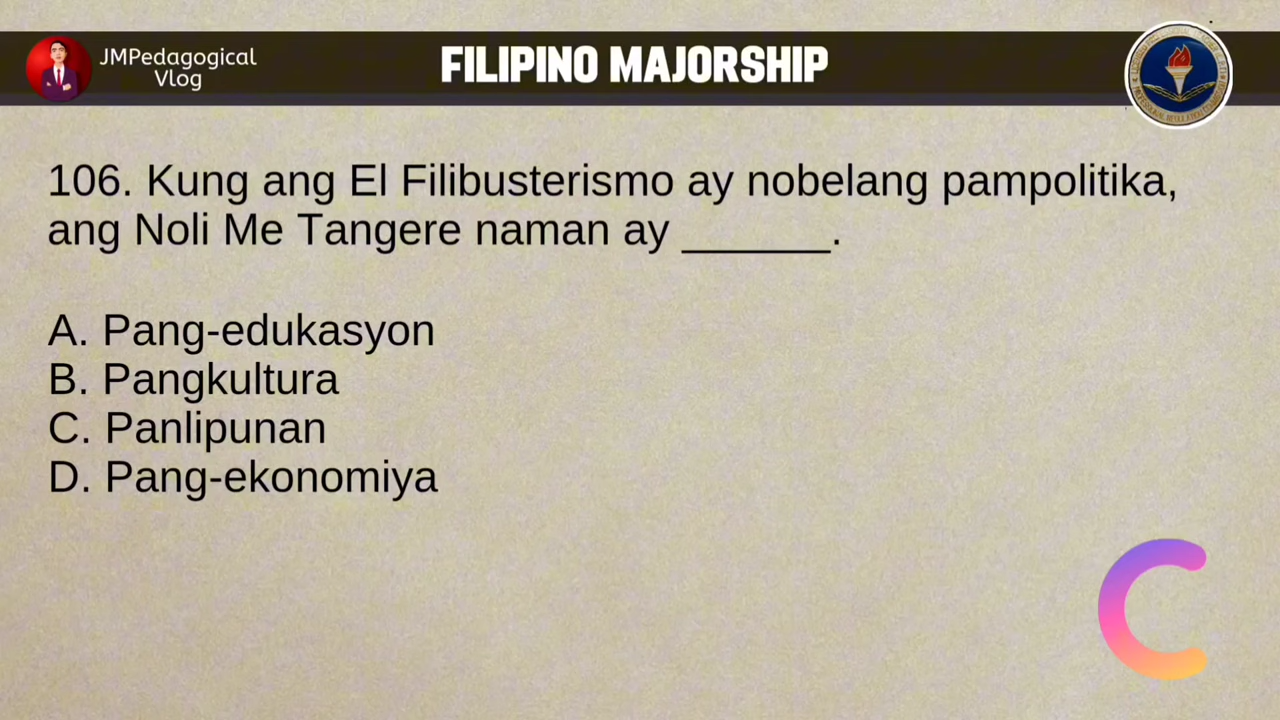 JMPedagogical
Vlog
FILIPINO MAJORSHIP
106. Kung ang El Filibusterismo ay nobelang pampolitika,
ang Noli Me Tangere naman ay ______.
A. Pang-edukasyon
B. Pangkultura
C. Panlipunan
D. Pang-ekonomiya
C